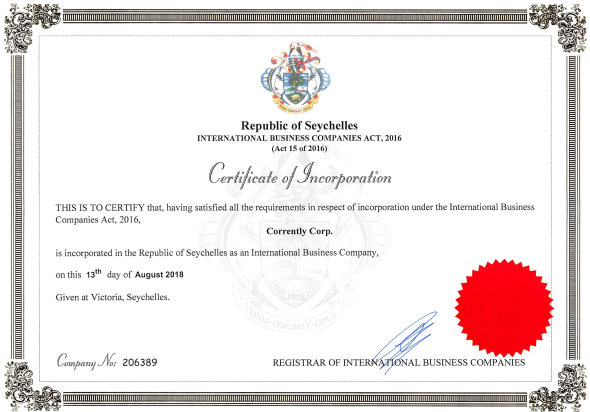 Republic of Seychelles
INTERNATIONAL BUSINESS COMPANIES ACT, 2016
(Act 15 of 2016)
Certificate of Incorporation
THIS IS TO CERTIFY that, having satisfied all the requirements in respect of incorporation under the International Business
Companies Act, 2016,
Corrently Corp.
is incorporated in the Republic of Seychelles as an International Business Company,
on this 13th day of August 2018
Given at Victoria, Seychelles.
FINIS CORONAT OPUS
Company No: 206389
REGISTRAR OF INTERNATIONAL BUSINESS COMPANIES